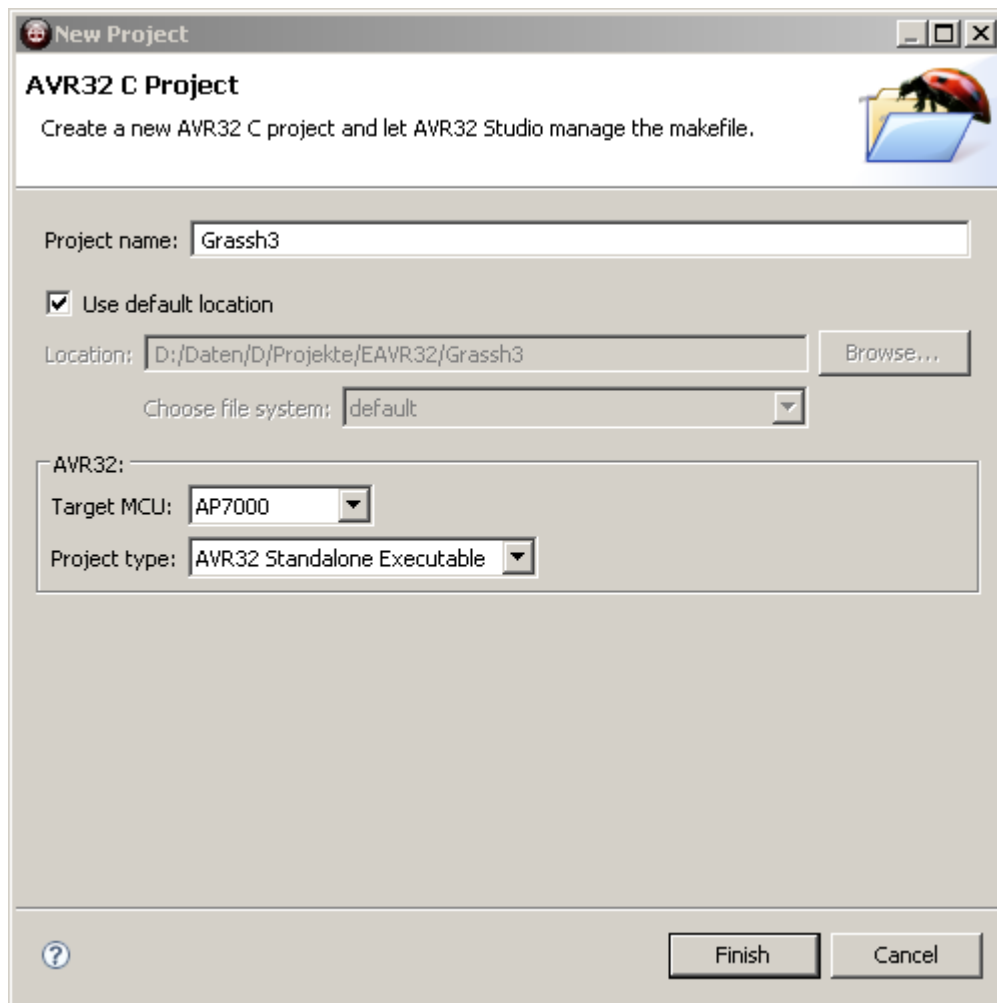 New Project
AVR32 C Project
Create a new AVR32 C project and let AVR32 Studio manage the makefile.
Project name: Grassh3
Use default location
Location: D:/Daten/D/Projekte/EAVR32/Grassh3 Browse...
Choose file system: default
AVR32:
Target MCU: AP7000
Project type: AVR32 Standalone Executable
? Finish Cancel